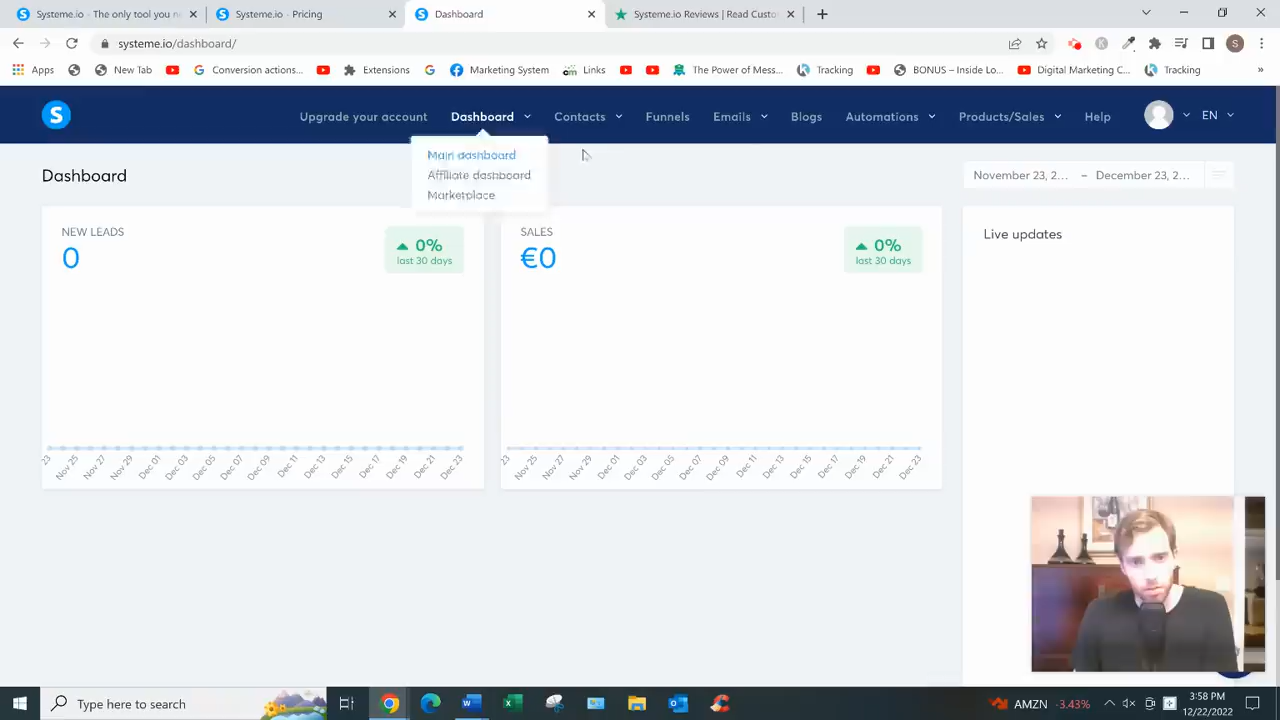 Systeme.io - The only tool you n
Systeme.io - Pricing
Dashboard
Systeme.io Reviews | Read Custo
systeme.io/dashboard/
S
Apps
New Tab
Conversion actions...
Extensions
Marketing System
Links
The Power of Mess...
Tracking
BONUS – Inside Lo...
Digital Marketing C...
Tracking
»
S
Upgrade your account
Dashboard
Contacts
Funnels
Emails
Blogs
Automations
Products/Sales
Help
EN
Main dashboard
Affiliate dashboard
Marketplace
Dashboard
November 23, 2... – December 23, 2...
NEW LEADS
0
0%
last 30 days
SALES
€0
0%
last 30 days
Live updates
23 Nov 25 Nov 27 Nov 29 Dec 01 Dec 03 Dec 05 Dec 07 Dec 09 Dec 11 Dec 13 Dec 15 Dec 17 Dec 19 Dec 21 Dec 23
23 Nov 25 Nov 27 Nov 29 Dec 01 Dec 03 Dec 05 Dec 07 Dec 09 Dec 11 Dec 13 Dec 15 Dec 17 Dec 19 Dec 21 Dec 23
Type here to search
AMZN -3.43%
3:58 PM
12/22/2022